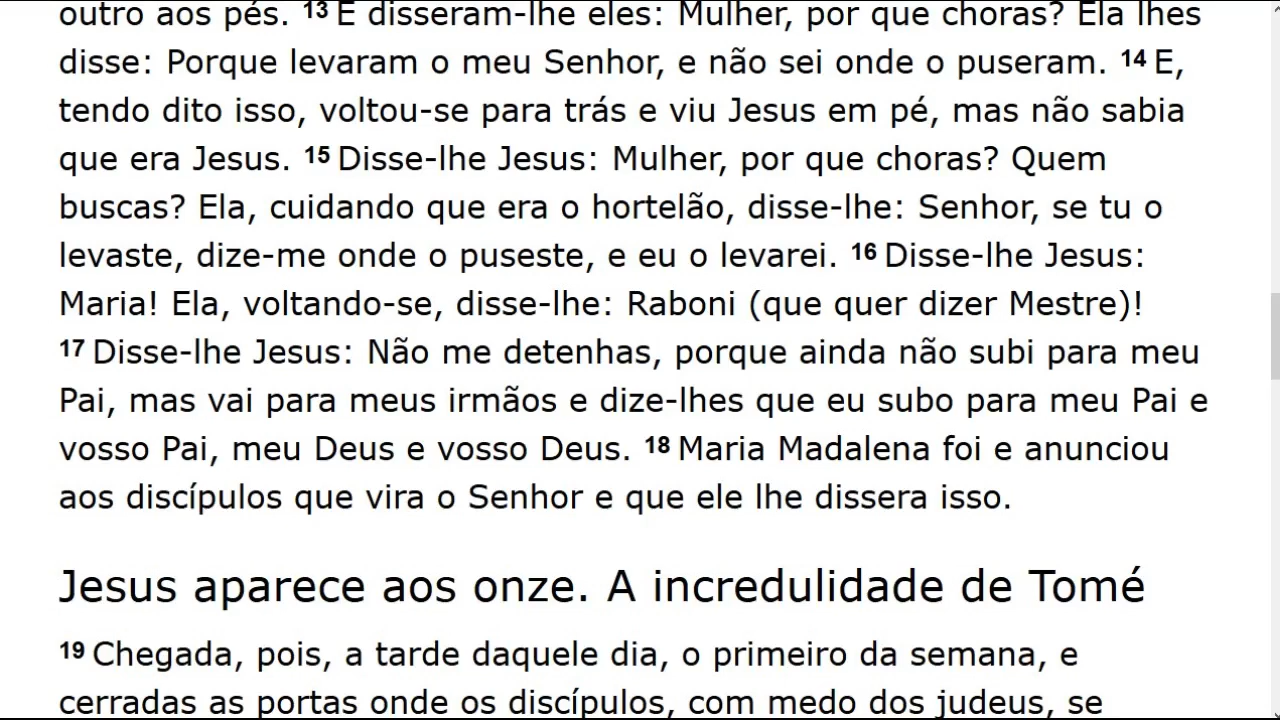 outro aos pés. 13 E disseram-lhe eles: Mulher, por que choras? Ela lhes
disse: Porque levaram o meu Senhor, e não sei onde o puseram. 14 E,
tendo dito isso, voltou-se para trás e viu Jesus em pé, mas não sabia
que era Jesus. 15 Disse-lhe Jesus: Mulher, por que choras? Quem
buscas? Ela, cuidando que era o hortelão, disse-lhe: Senhor, se tu o
levaste, dize-me onde o puseste, e eu o levarei. 16 Disse-lhe Jesus:
Maria! Ela, voltando-se, disse-lhe: Raboni (que quer dizer Mestre)!
17 Disse-lhe Jesus: Não me detenhas, porque ainda não subi para meu
Pai, mas vai para meus irmãos e dize-lhes que eu subo para meu Pai e
vosso Pai, meu Deus e vosso Deus. 18 Maria Madalena foi e anunciou
aos discípulos que vira o Senhor e que ele lhe dissera isso.
Jesus aparece aos onze. A incredulidade de Tomé
19 Chegada, pois, a tarde daquele dia, o primeiro da semana, e
cerradas as portas onde os discípulos, com medo dos judeus, se